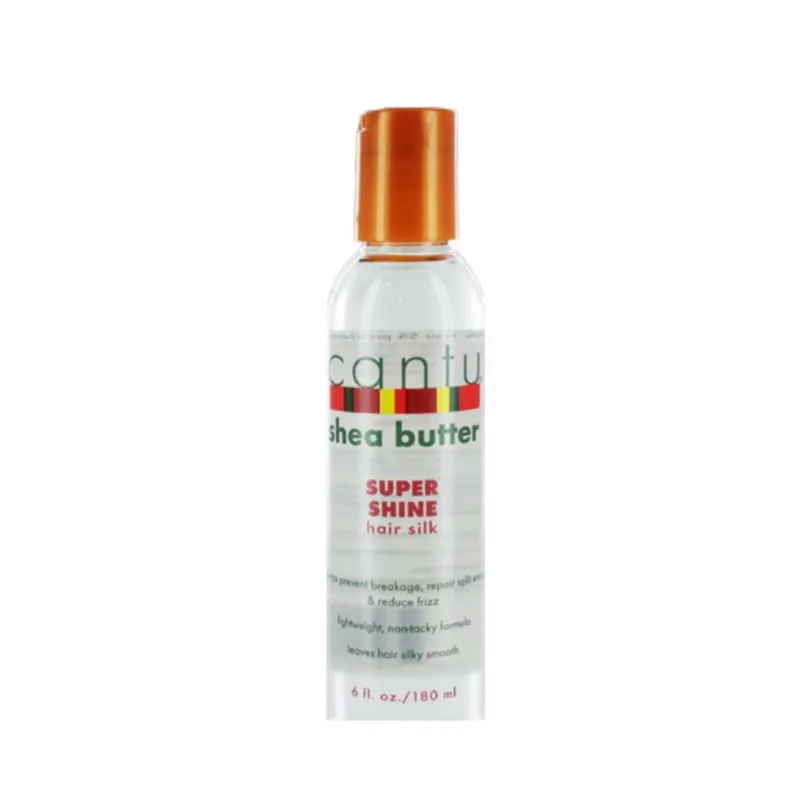 cantu
shea butter
SUPER
SHINE
hair silk
prevent breakage, repair split
& reduce frizz
lightweight, non-tacky formula
leaves hair silky smooth
6 fl. oz./180 ml